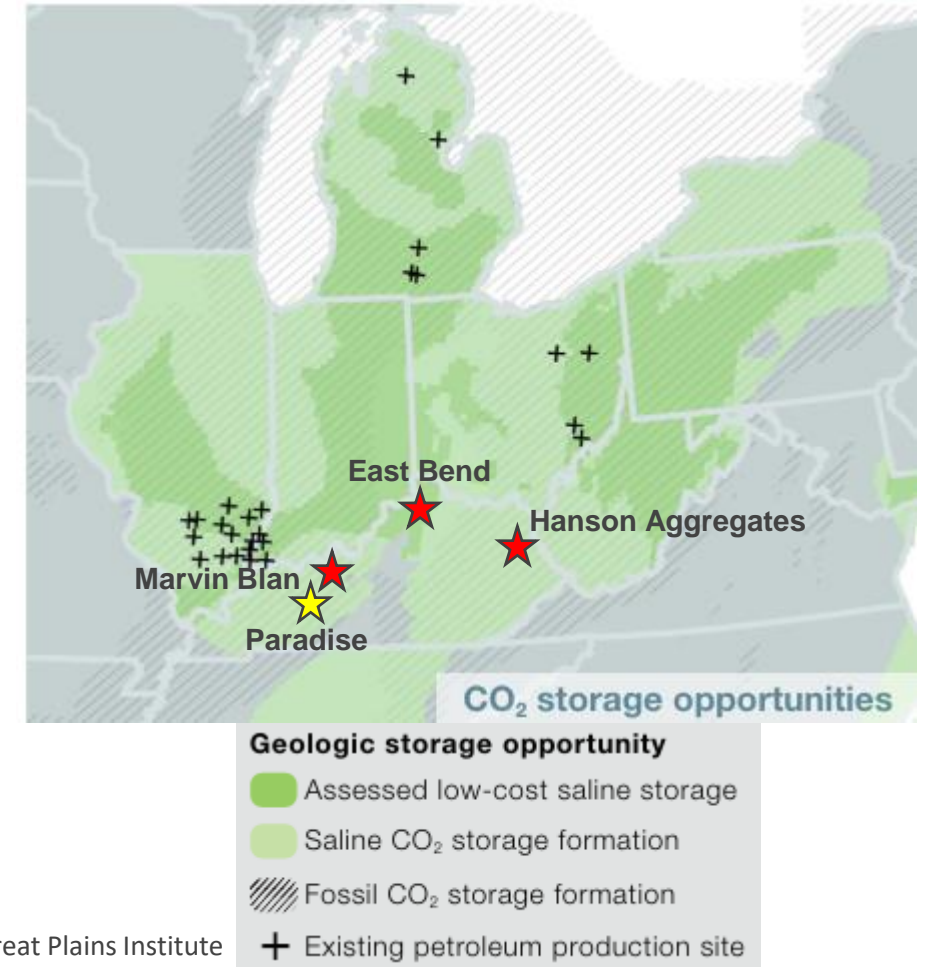 East Bend
Hanson Aggregates
Marvin Blan
Paradise
CO₂ storage opportunities
Geologic storage opportunity
Assessed low-cost saline storage
Saline CO₂ storage formation
Fossil CO₂ storage formation
Plains Institute
Existing petroleum production site